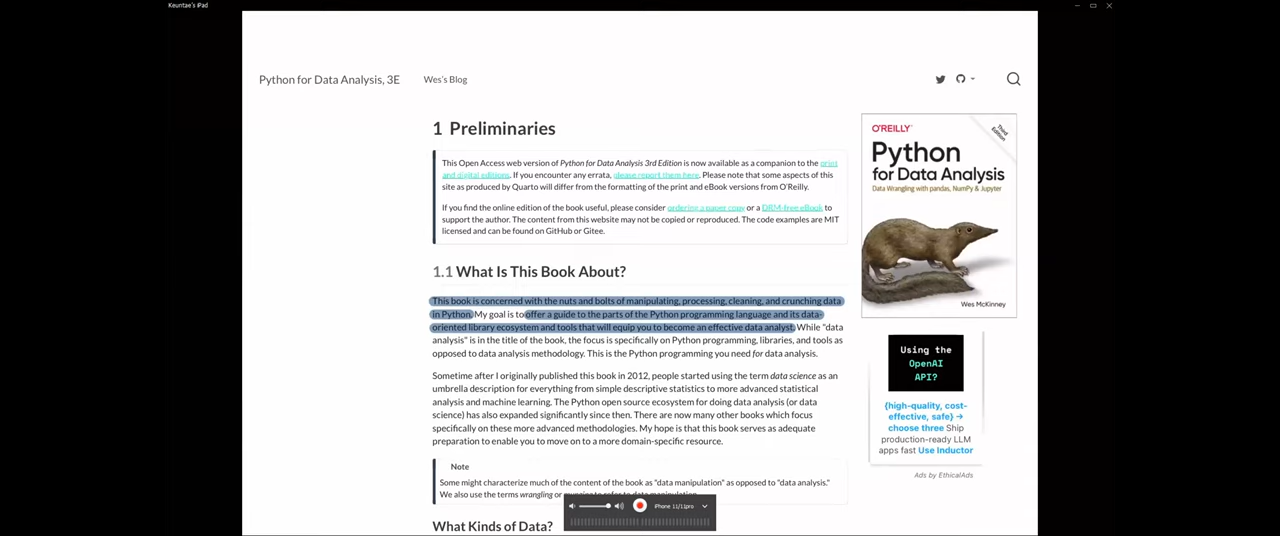 Keuntae's iPad
Python for Data Analysis, 3E
Wes's Blog
1 Preliminaries
This Open Access web version of Python for Data Analysis 3rd Edition is now available as a companion to the print
and digital editions. If you encounter any errata, please report them here. Please note that some aspects of this
site as produced by Quarto will differ from the formatting of the print and eBook versions from O'Reilly.
If you find the online edition of the book useful, please consider ordering a paper copy or a DRM-free eBook to
support the author. The content from this website may not be copied or reproduced. The code examples are MIT
licensed and can be found on GitHub or Gitee.
1.1 What Is This Book About?
This book is concerned with the nuts and bolts of manipulating, processing, cleaning, and crunching data
in Python. My goal is to offer a guide to the parts of the Python programming language and its data-
oriented library ecosystem and tools that will equip you to become an effective data analyst. While "data
analysis" is in the title of the book, the focus is specifically on Python programming, libraries, and tools as
opposed to data analysis methodology. This is the Python programming you need for data analysis.
Sometime after I originally published this book in 2012, people started using the term data science as an
umbrella description for everything from simple descriptive statistics to more advanced statistical
analysis and machine learning. The Python open source ecosystem for doing data analysis (or data
science) has also expanded significantly since then. There are now many other books which focus
specifically on these more advanced methodologies. My hope is that this book serves as adequate
preparation to enable you to move on to a more domain-specific resource.
Note
Some might characterize much of the content of the book as "data manipulation" as opposed to "data analysis."
We also use the terms wrangling or
What Kinds of Data?
O'REILLY
Third
Edition
Python
for Data Analysis
Data Wrangling with pandas, NumPy & Jupyter
Wes McKinney
Using the
OpenAI
API?
{high-quality, cost-
effective, safe} →
choose three Ship
production-ready LLM
apps fast Use Inductor
Ads by EthicalAds
iPhone 11/11pro